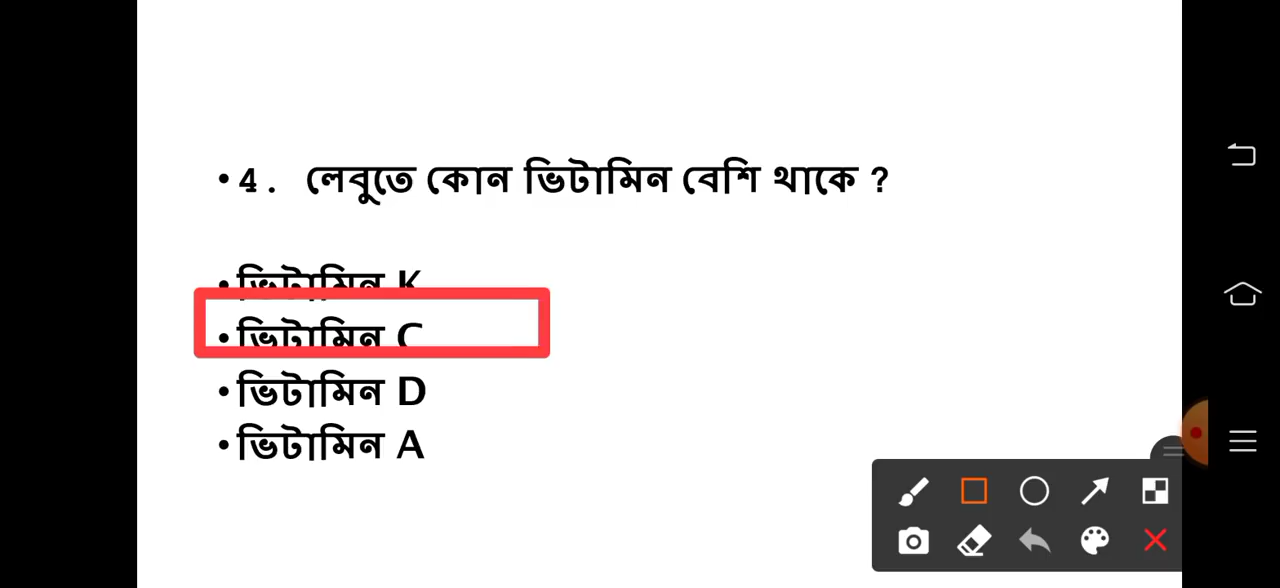 • 4. লেবুতে কোন ভিটামিন বেশি থাকে ?
• ভিটামিন K
• ভিটামিন C
• ভিটামিন D
• ভিটামিন A